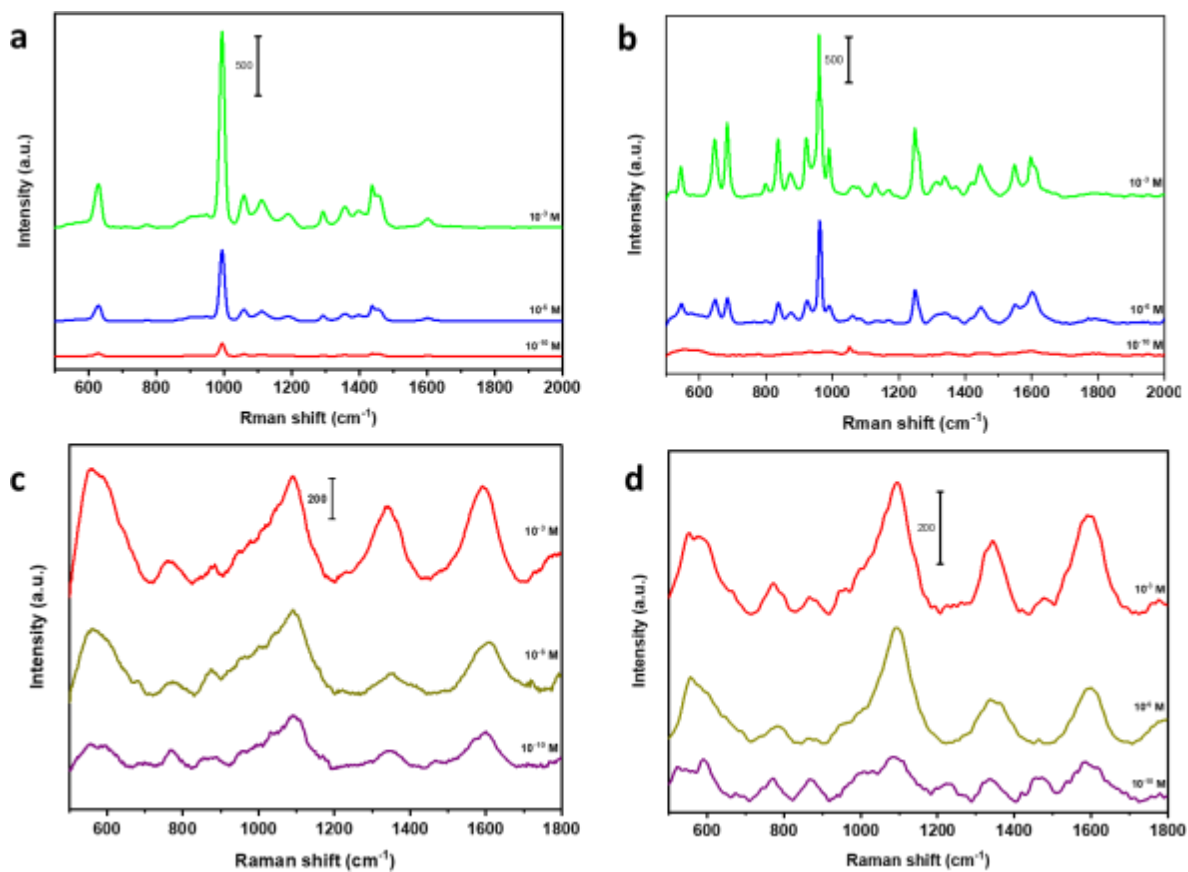 a
500
10⁻³ M
10⁻⁶ M
10⁻¹⁰ M
Intensity (a.u.)
600 800 1000 1200 1400 1600 1800 2000
Rman shift (cm⁻¹)
b
500
10⁻³ M
10⁻⁶ M
10⁻¹⁰ M
Intensity (a.u.)
600 800 1000 1200 1400 1600 1800 2000
Rman shift (cm⁻¹)
c
200
10⁻³ M
M
10⁻¹⁰ M
Intensity (a.u.)
600 800 1000 1200 1400 1600 1800
Raman shift (cm⁻¹)
d
200
10⁻³ M
10⁻⁶ M
10⁻¹⁰ M
Intensity (a.u.)
600 800 1000 1200 1400 1600 1800
Raman shift (cm⁻¹)